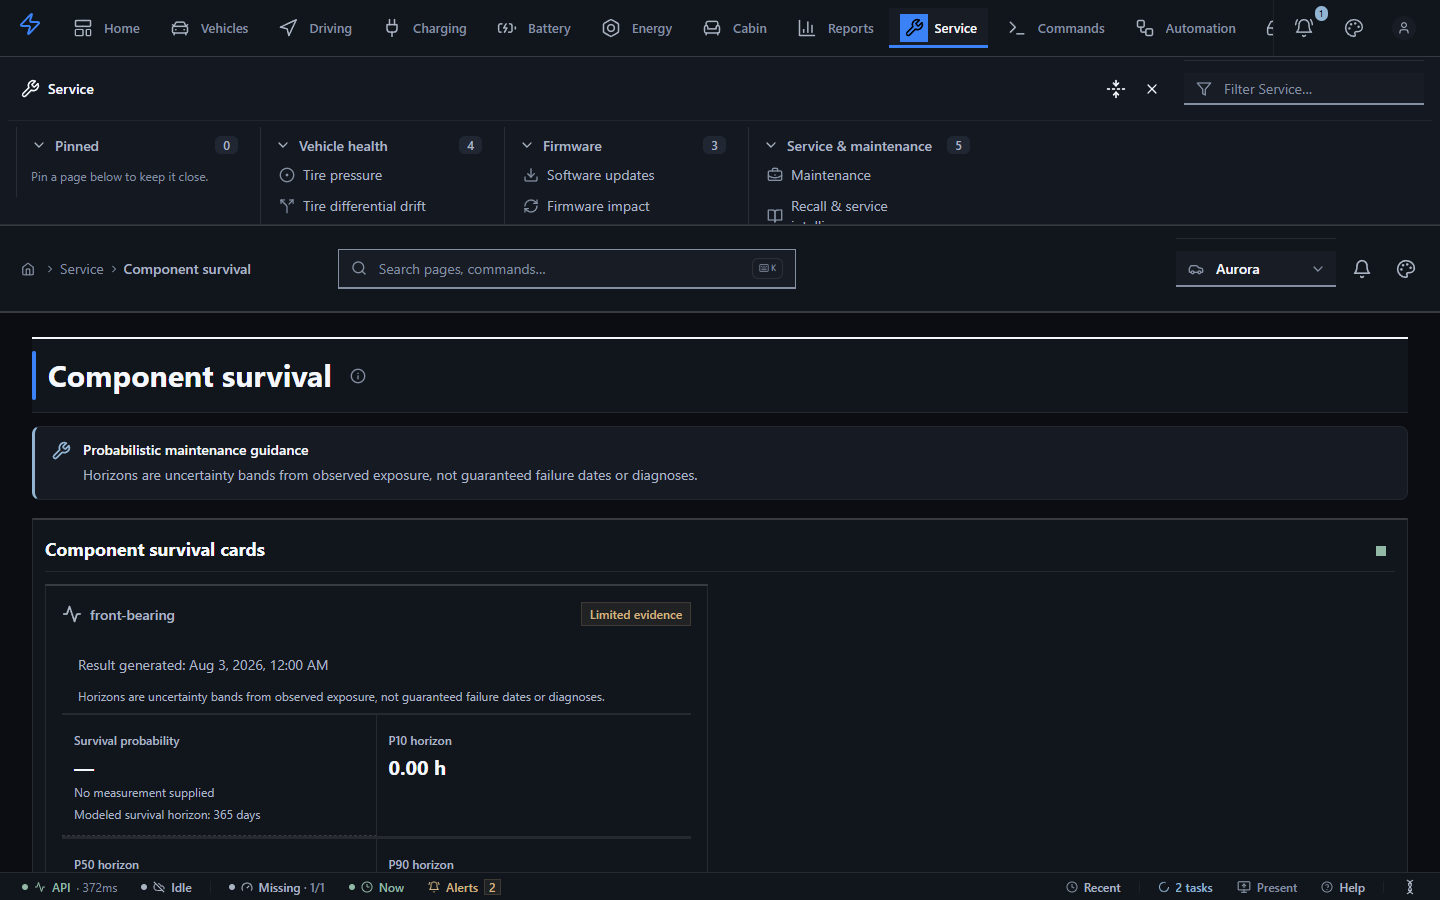 Home
Vehicles
Driving
Charging
Battery
Energy
Cabin
Reports
Service
Commands
Automation
1
Service
Filter Service...
Pinned
0
Pin a page below to keep it close.
Vehicle health
4
Tire pressure
Tire differential drift
Firmware
3
Software updates
Firmware impact
Service & maintenance
5
Maintenance
Recall & service
Service
Component survival
Search pages, commands...
K
Aurora
Component survival
Probabilistic maintenance guidance
Horizons are uncertainty bands from observed exposure, not guaranteed failure dates or diagnoses.
Component survival cards
front-bearing
Limited evidence
Result generated: Aug 3, 2026, 12:00 AM
Horizons are uncertainty bands from observed exposure, not guaranteed failure dates or diagnoses.
Survival probability
—
No measurement supplied
Modeled survival horizon: 365 days
P10 horizon
0.00 h
P50 horizon
P90 horizon
API · 372ms
Idle
Missing · 1/1
Now
Alerts 2
Recent
2 tasks
Present
Help